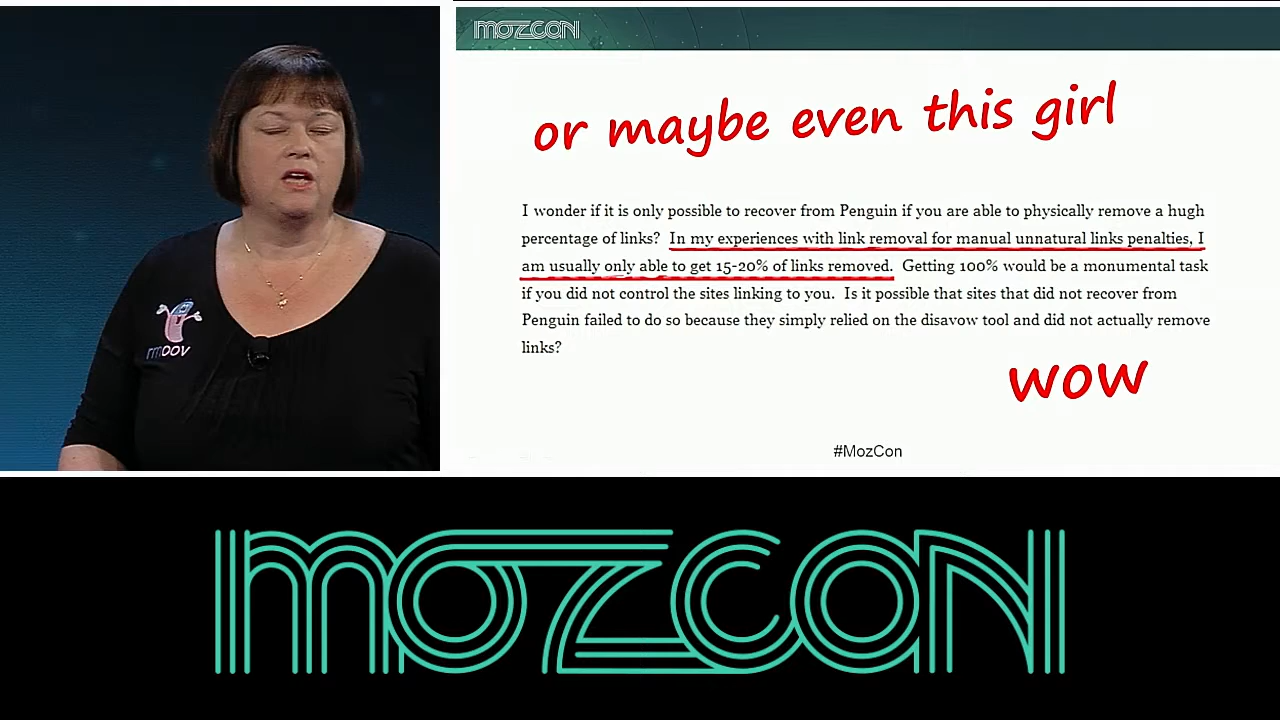 rmoov
mozcon
or maybe even this girl
I wonder if it is only possible to recover from Penguin if you are able to physically remove a hugh
percentage of links? In my experiences with link removal for manual unnatural links penalties, I
am usually only able to get 15-20% of links removed. Getting 100% would be a monumental task
if you did not control the sites linking to you. Is it possible that sites that did not recover from
Penguin failed to do so because they simply relied on the disavow tool and did not actually remove
links?
wow
#MozCon
mozcon